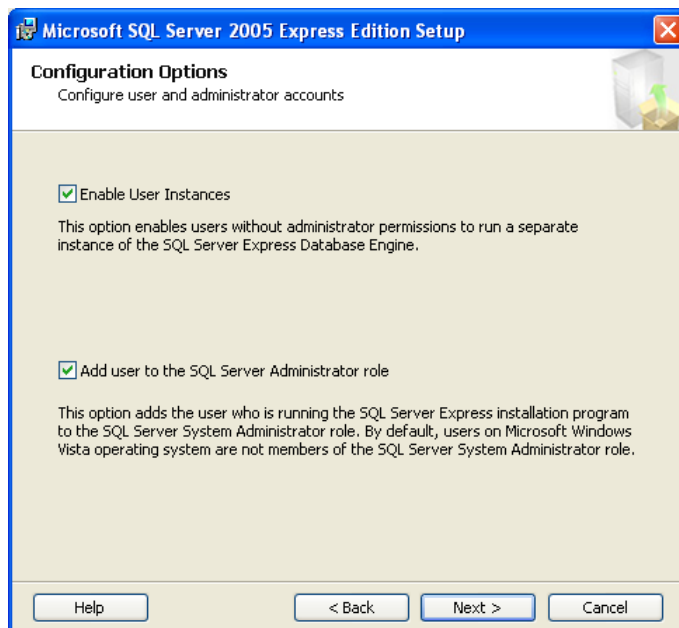 Microsoft SQL Server 2005 Express Edition Setup
Configuration Options
Configure user and administrator accounts
Enable User Instances
This option enables users without administrator permissions to run a separate
instance of the SQL Server Express Database Engine.
Add user to the SQL Server Administrator role
This option adds the user who is running the SQL Server Express installation program
to the SQL Server System Administrator role. By default, users on Microsoft Windows
Vista operating system are not members of the SQL Server System Administrator role.
Help
< Back
Next >
Cancel